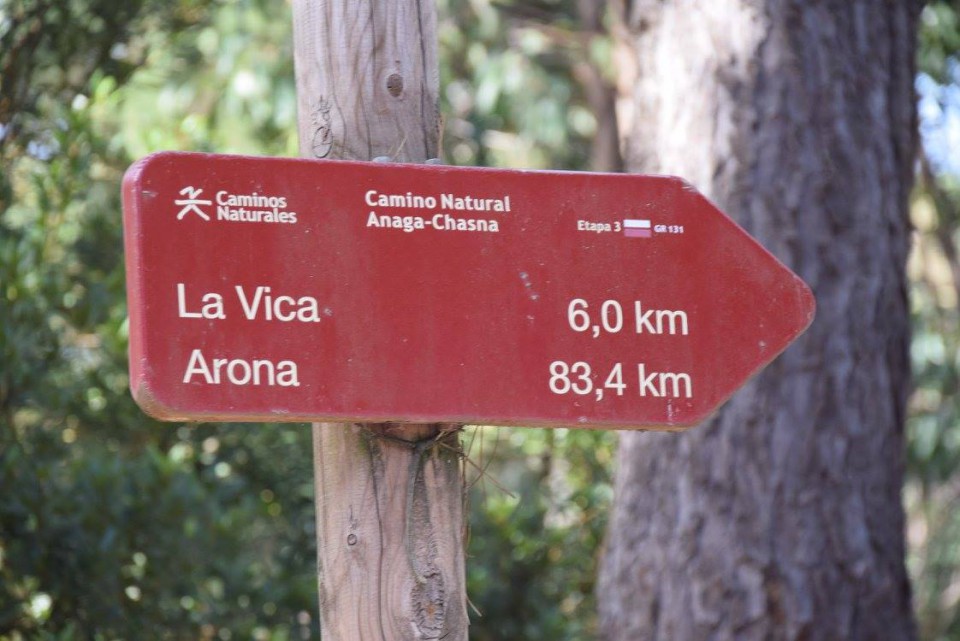 Caminos
Naturales
Camino Natural
Anaga-Chasna
Etapa 3 GR 131
La Vica 6,0 km
Arona 83,4 km